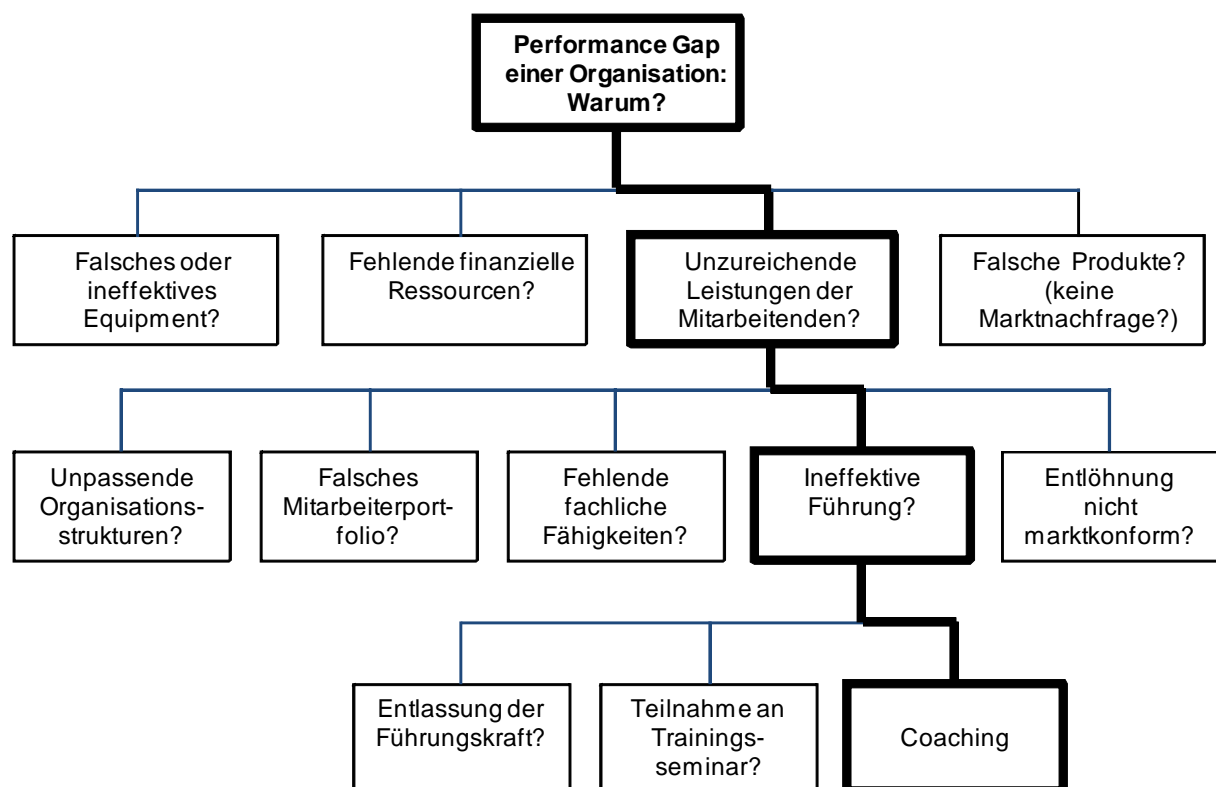 Performance Gap
einer Organisation:
Warum?
Falsches oder
ineffektives
Equipment?
Fehlende finanzielle
Ressourcen?
Unzureichende
Leistungen der
Mitarbeitenden?
Falsche Produkte?
(keine
Marktnachfrage?)
Unpassende
Organisations-
strukturen?
Falsches
Mitarbeiterport-
folio?
Fehlende
fachliche
Fähigkeiten?
Ineffektive
Führung?
Entlöhnung
nicht
marktkonform?
Entlassung der
Führungskraft?
Teilnahme an
Trainings-
seminar?
Coaching